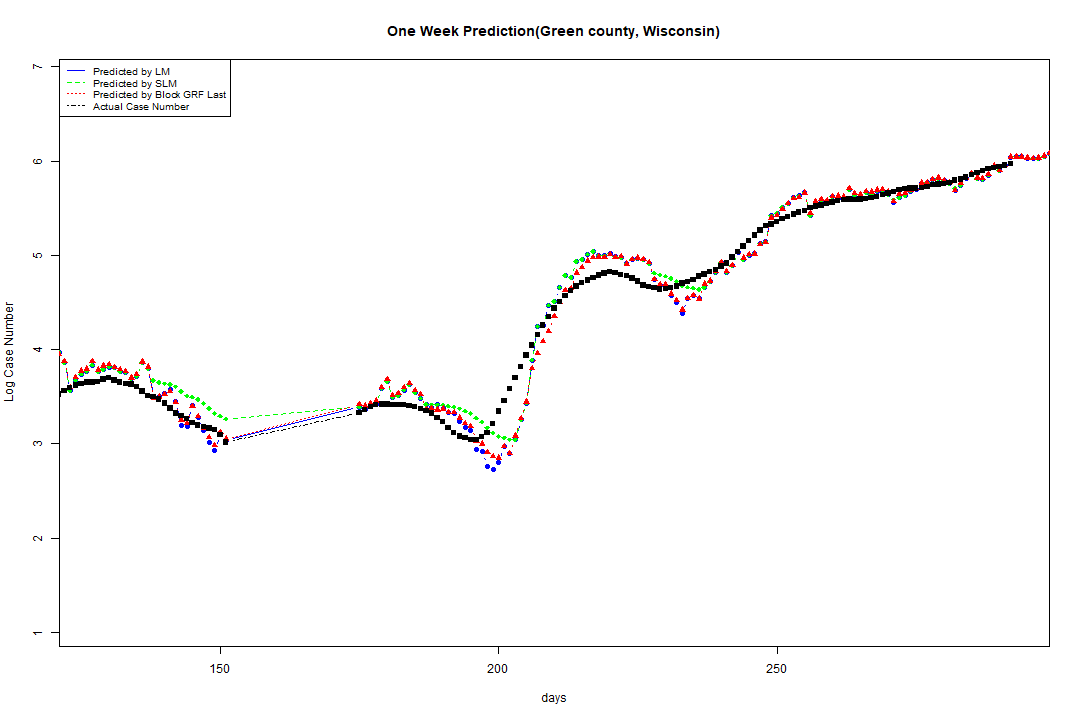 One Week Prediction(Green county, Wisconsin)
Predicted by LM
Predicted by SLM
Predicted by Block GRF Last
Actual Case Number
7
6
5
4
3
2
1
Log Case Number
150
200
250
days